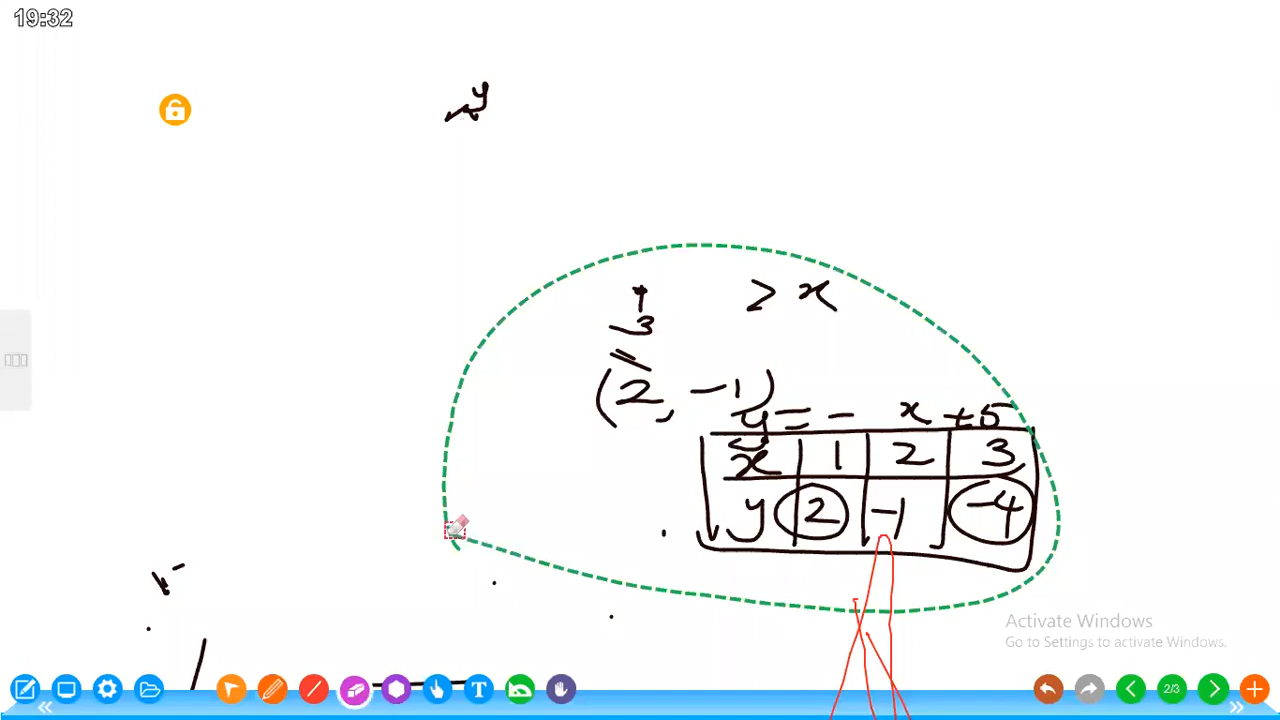 19:32
y
> x
3
(2, -1)
y = - x + 5
x 1 2 3
y 2 -1 -4
Activate Windows
Go to Settings to activate Windows.
T
2/3